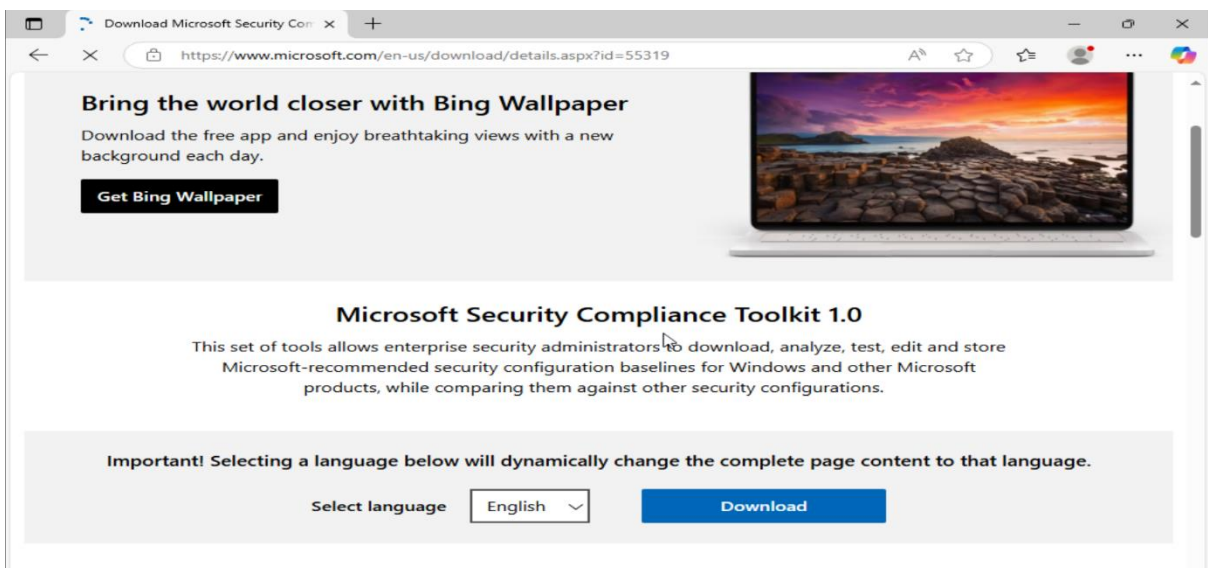 Download Microsoft Security Com
https://www.microsoft.com/en-us/download/details.aspx?id=55319
Bring the world closer with Bing Wallpaper
Download the free app and enjoy breathtaking views with a new
background each day.
Get Bing Wallpaper
Microsoft Security Compliance Toolkit 1.0
This set of tools allows enterprise security administrators to download, analyze, test, edit and store
Microsoft-recommended security configuration baselines for Windows and other Microsoft
products, while comparing them against other security configurations.
Important! Selecting a language below will dynamically change the complete page content to that language.
Select language English Download